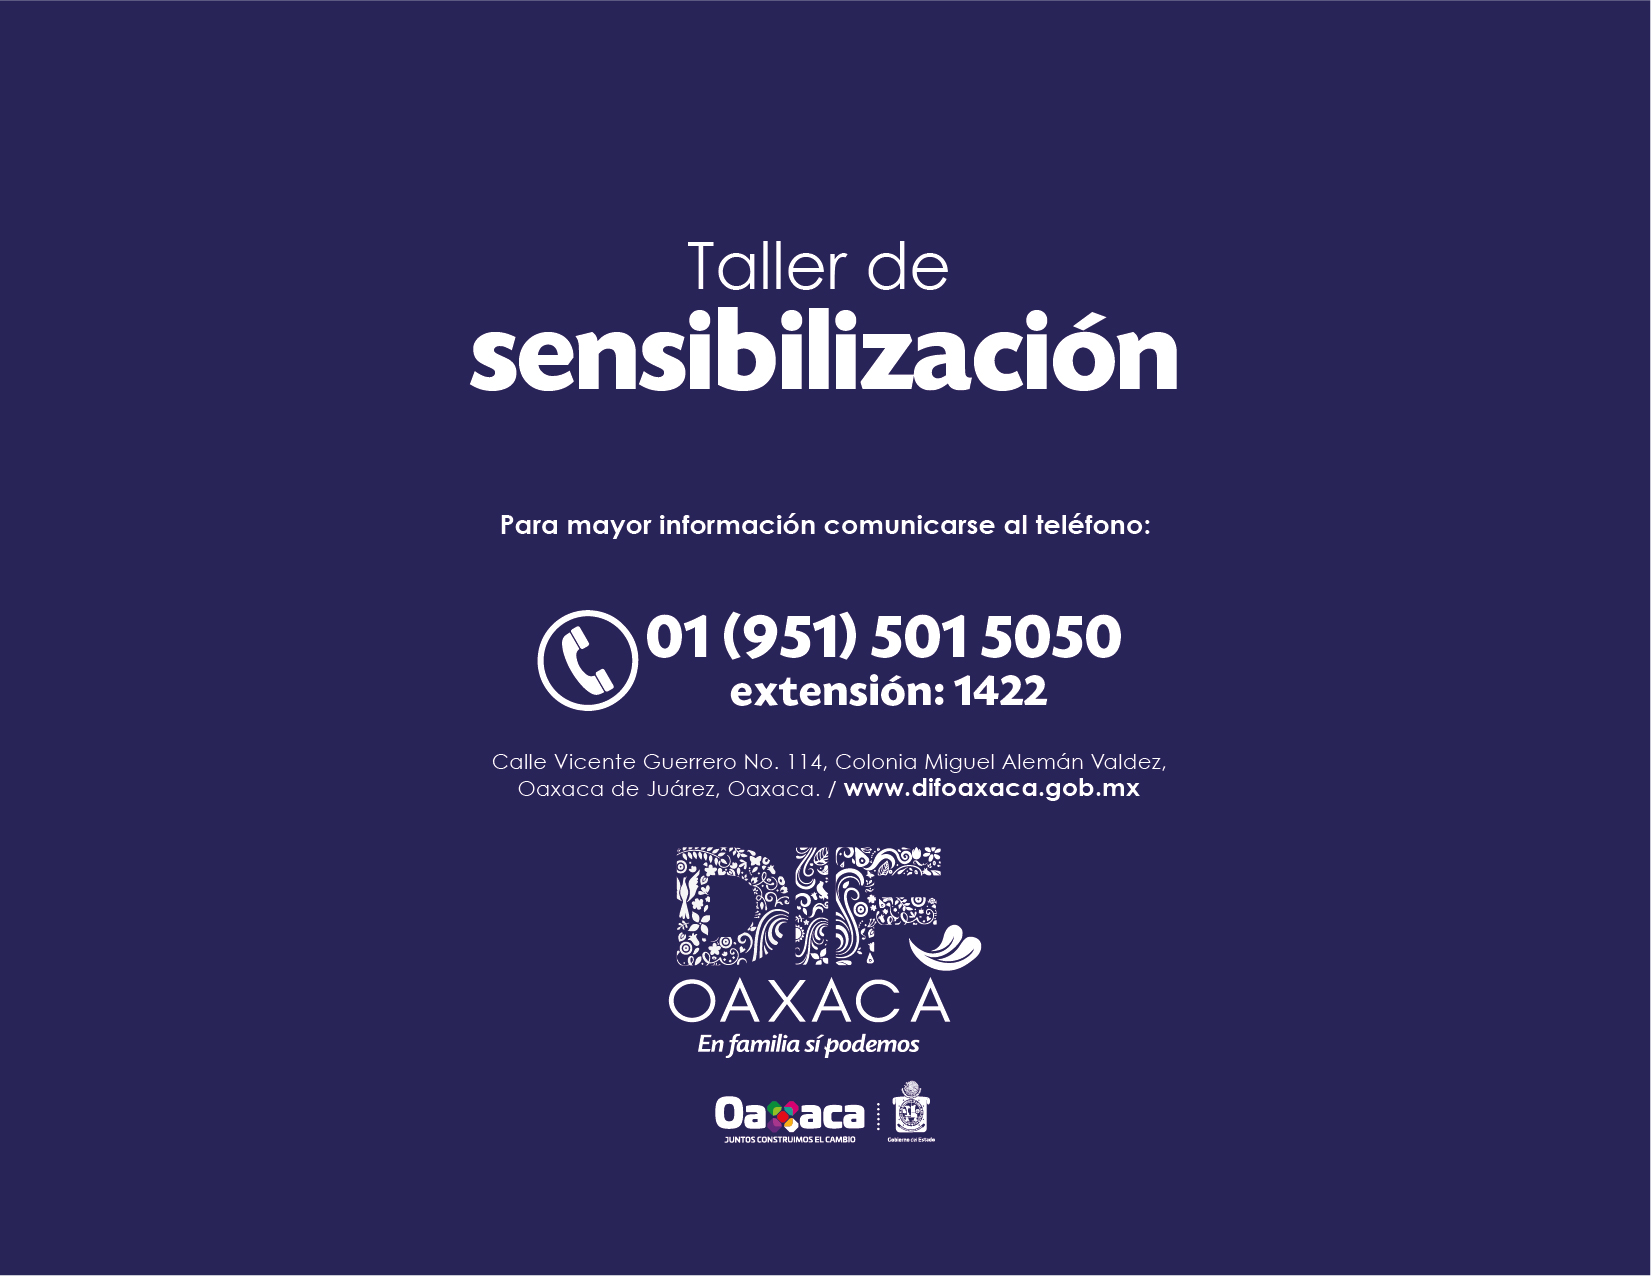 Taller de
sensibilización
Para mayor información comunicarse al teléfono:
01 (951) 501 5050
extensión: 1422
Calle Vicente Guerrero No. 114, Colonia Miguel Alemán Valdez,
Oaxaca de Juárez, Oaxaca. / www.difoaxaca.gob.mx
DIF
OAXACA
En familia sí podemos
Oaxaca
JUNTOS CONSTRUIMOS EL CAMBIO
Gobierno del Estado